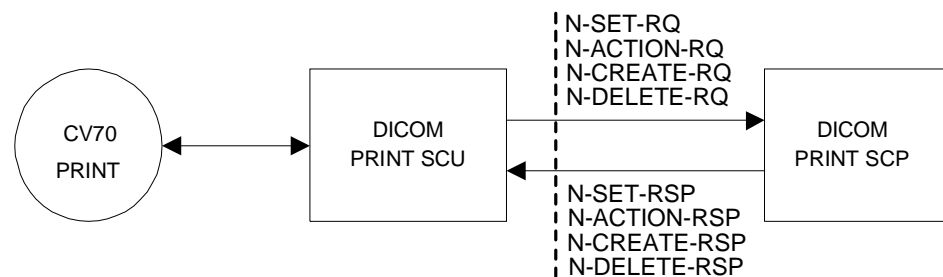 N-SET-RQ
N-ACTION-RQ
N-CREATE-RQ
N-DELETE-RQ
CV70
PRINT
DICOM
PRINT SCU
DICOM
PRINT SCP
N-SET-RSP
N-ACTION-RSP
N-CREATE-RSP
N-DELETE-RSP